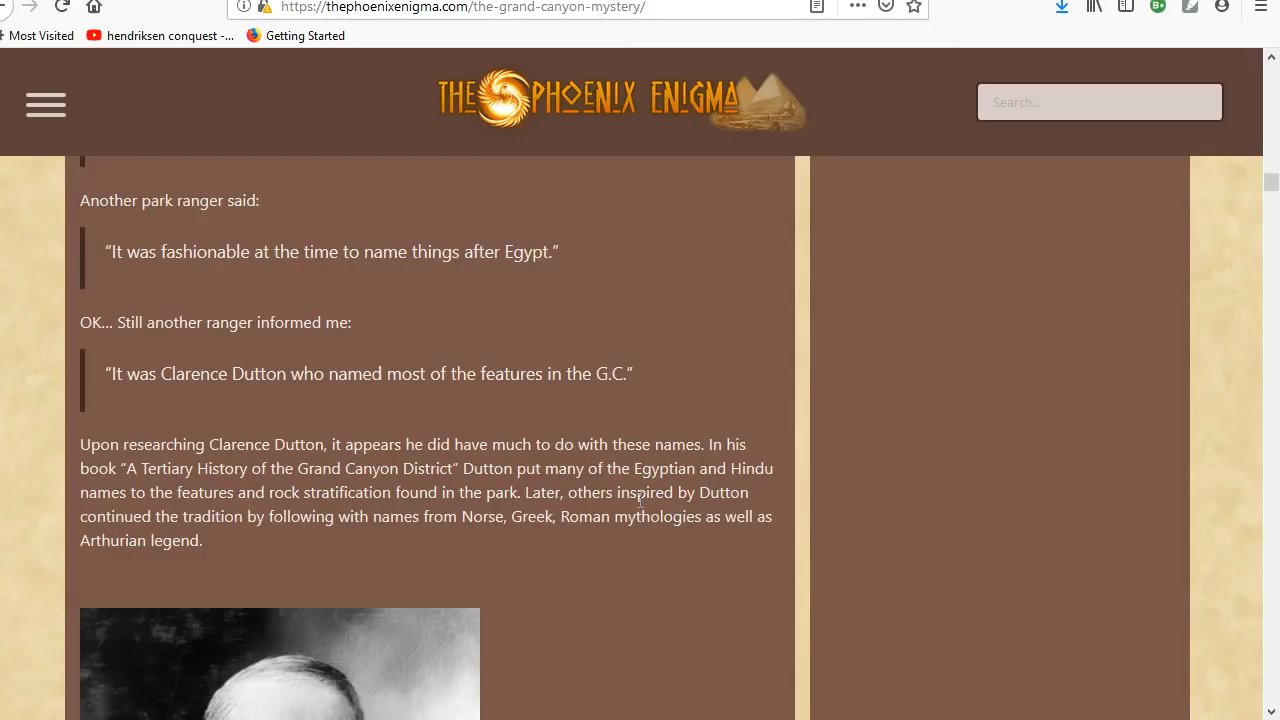 https://thephoenixenigma.com/the-grand-canyon-mystery/
Most Visited
hendriksen conquest -...
Getting Started
THE PHOENIX ENIGMA
Search...
Another park ranger said:
“It was fashionable at the time to name things after Egypt.”
OK… Still another ranger informed me:
“It was Clarence Dutton who named most of the features in the G.C.”
Upon researching Clarence Dutton, it appears he did have much to do with these names. In his
book “A Tertiary History of the Grand Canyon District” Dutton put many of the Egyptian and Hindu
names to the features and rock stratification found in the park. Later, others inspired by Dutton
continued the tradition by following with names from Norse, Greek, Roman mythologies as well as
Arthurian legend.